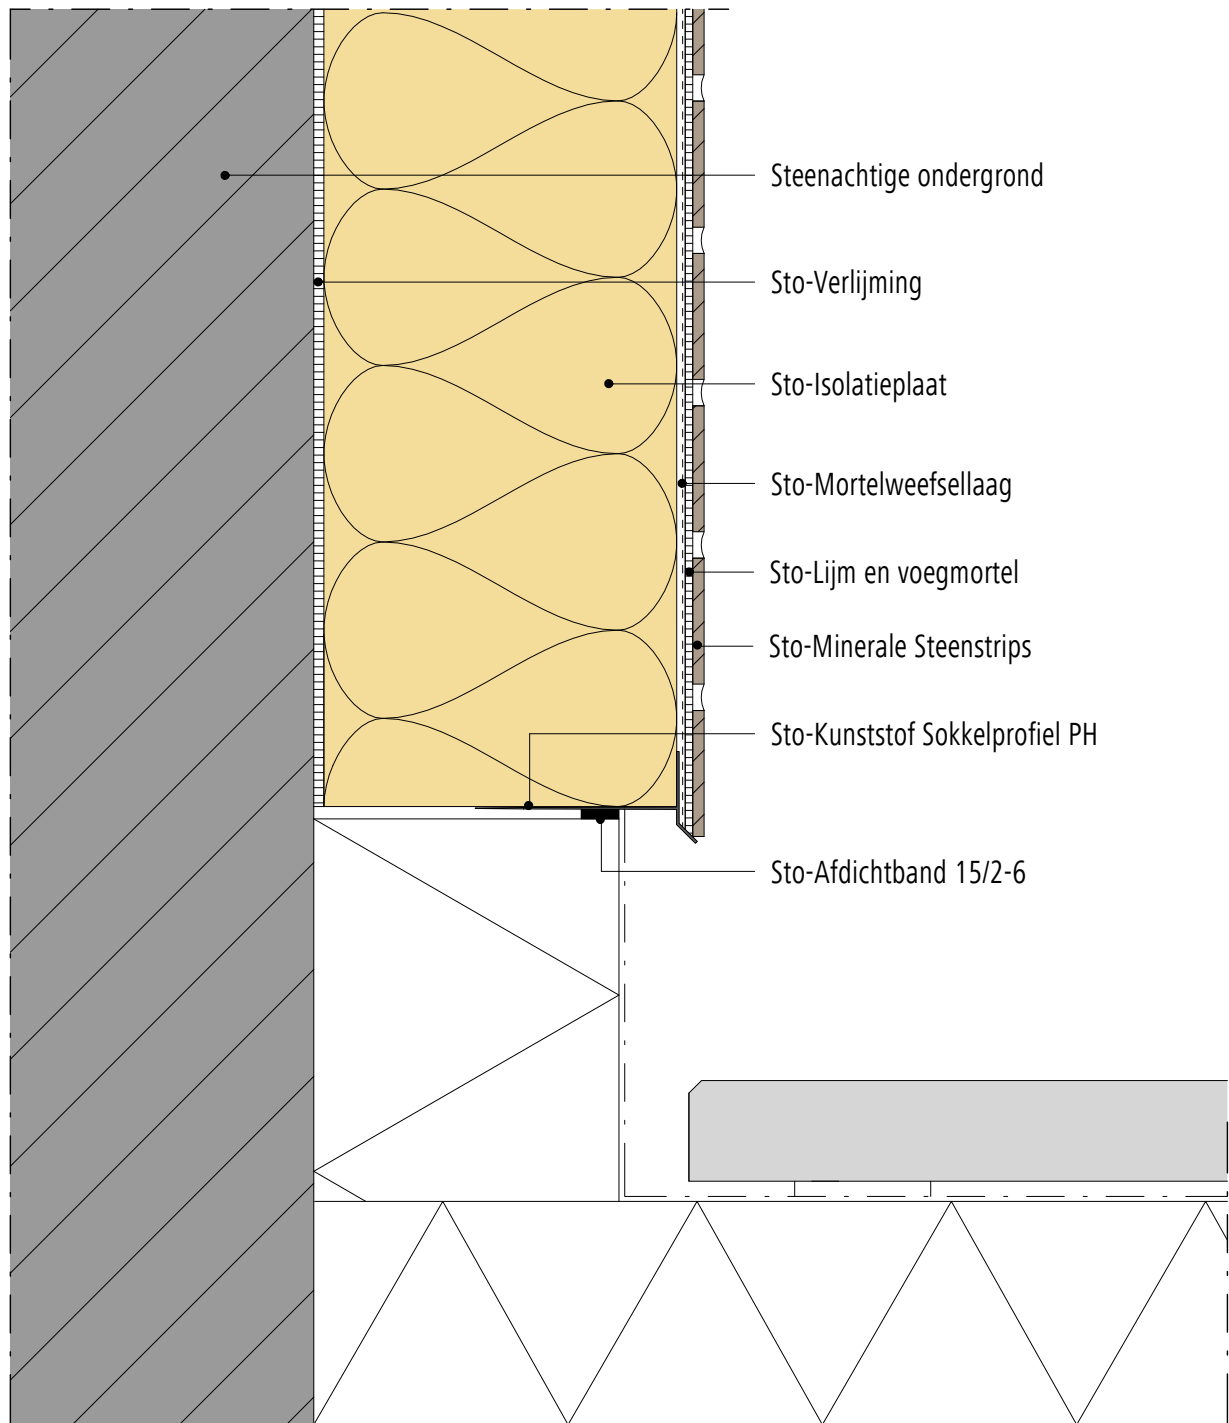 Steenachtige ondergrond
Sto-Verlijming
Sto-Isolatieplaat
Sto-Mortelweefsellaag
Sto-Lijm en voegmortel
Sto-Minerale Steenstrips
Sto-Kunststof Sokkelprofiel PH
Sto-Afdichtband 15/2-6